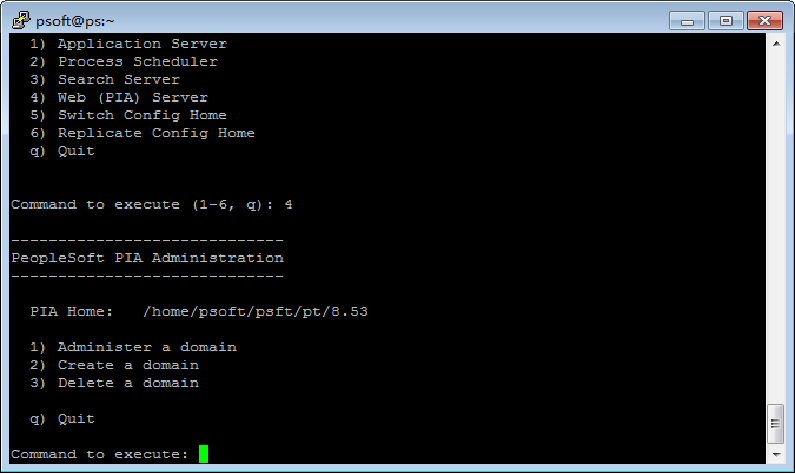 psoft@ps:~
1) Application Server
2) Process Scheduler
3) Search Server
4) Web (PIA) Server
5) Switch Config Home
6) Replicate Config Home
q) Quit
Command to execute (1-6, q): 4
-----------------------------
PeopleSoft PIA Administration
-----------------------------
PIA Home:   /home/psoft/psft/pt/8.53
1) Administer a domain
2) Create a domain
3) Delete a domain
q) Quit
Command to execute: